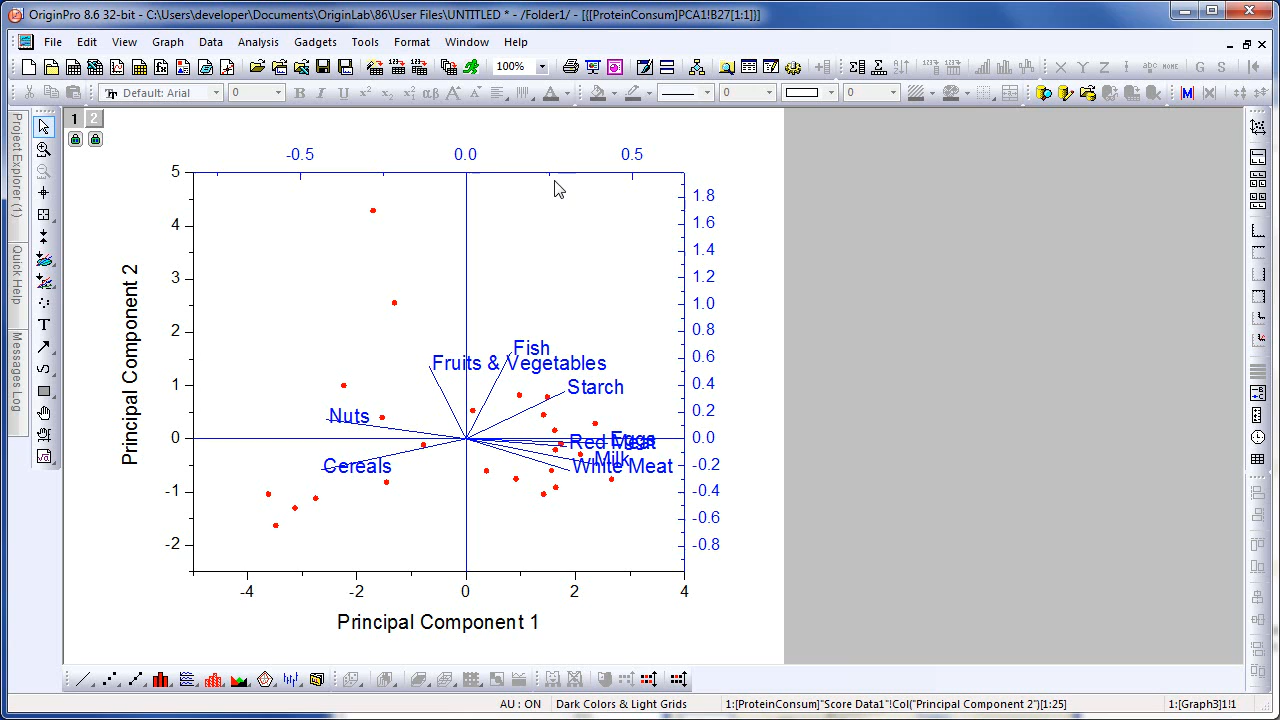 OriginPro 8.6 32-bit - C:\Users\developer\Documents\OriginLab\86\User Files\UNTITLED * - /Folder1/ - [[[ProteinConsum]PCA1!B27[1:1]]]
File Edit View Graph Data Analysis Gadgets Tools Format Window Help
100%
Default: Arial 0 B I U 0 0
Project Explorer (1)
Quick Help
Messages Log
1 2
-0.5 0.0 0.5
5
4
3
2
1
0
-1
-2
Principal Component 2
1.8
1.6
1.4
1.2
1.0
0.8
0.6
0.4
0.2
0.0
-0.2
-0.4
-0.6
-0.8
Fish
Fruits & Vegetables
Starch
Nuts
Eggs
Red Meat
Milk
Cereals
White Meat
-4 -2 0 2 4
Principal Component 1
AU : ON Dark Colors & Light Grids 1:[ProteinConsum]"Score Data1"!Col("Principal Component 2")[1:25] 1:[Graph3]1!1